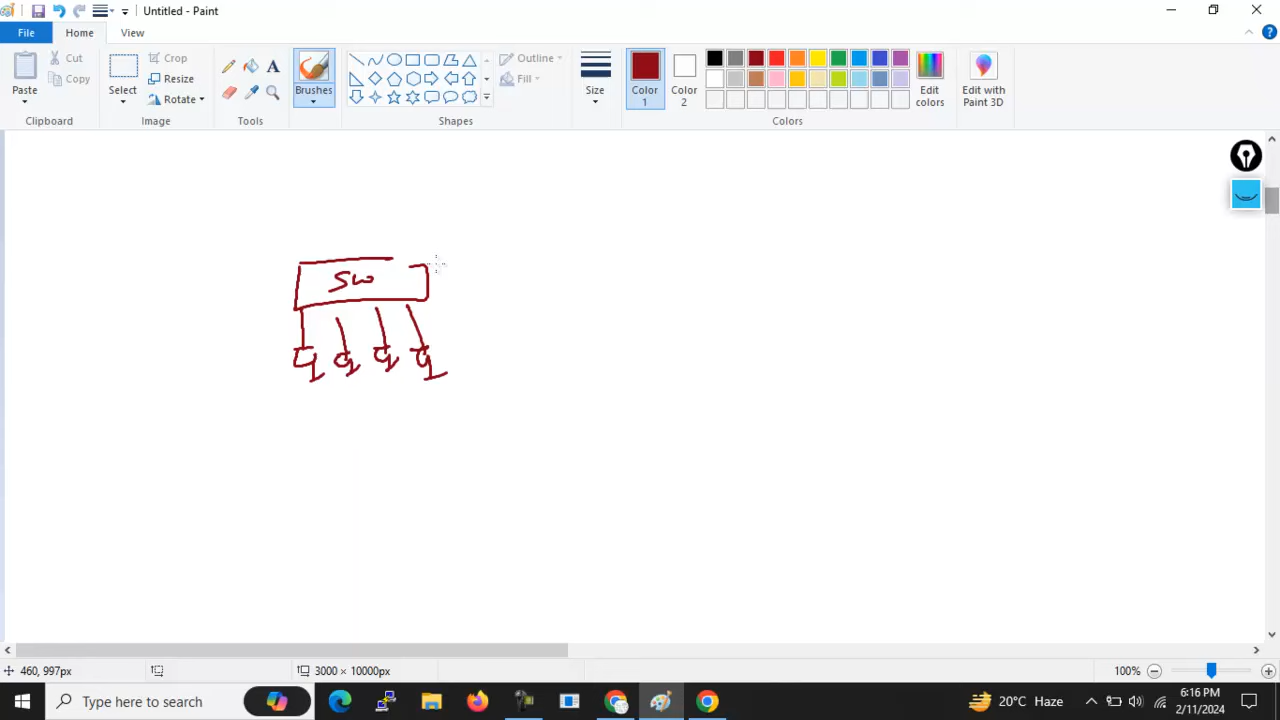 Untitled - Paint
File
Home
View
Paste
Cut
Copy
Clipboard
Select
Crop
Resize
Rotate
Image
A
Tools
Brushes
Outline
Fill
Shapes
Size
Color 1
Color 2
Edit colors
Edit with Paint 3D
Colors
SW
460, 997px
3000 × 10000px
100%
Type here to search
20°C Haze
6:16 PM
2/11/2024